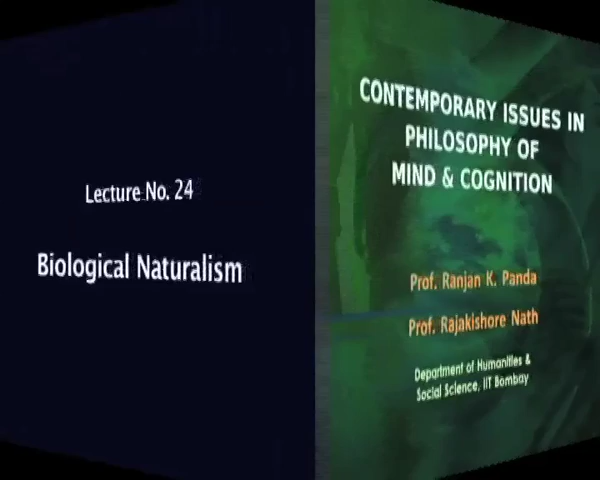 Lecture No. 24
Biological Naturalism
CONTEMPORARY ISSUES IN
PHILOSOPHY OF
MIND & COGNITION
Prof. Ranjan K. Panda
Prof. Rajakishore Nath
Department of Humanities &
Social Science, IIT Bombay